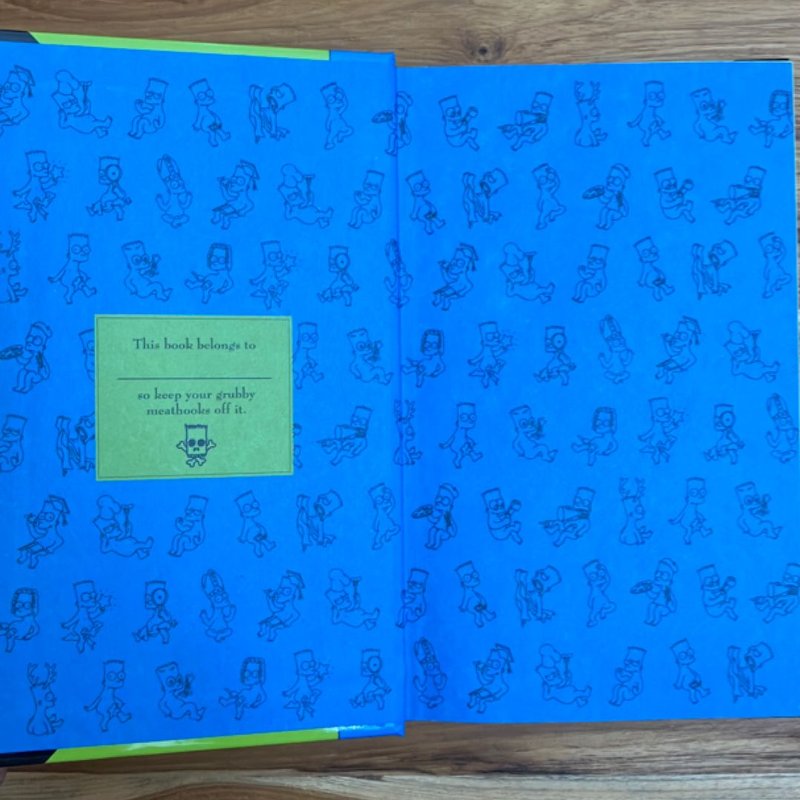 This book belongs to
so keep your grubby
meathooks off it.